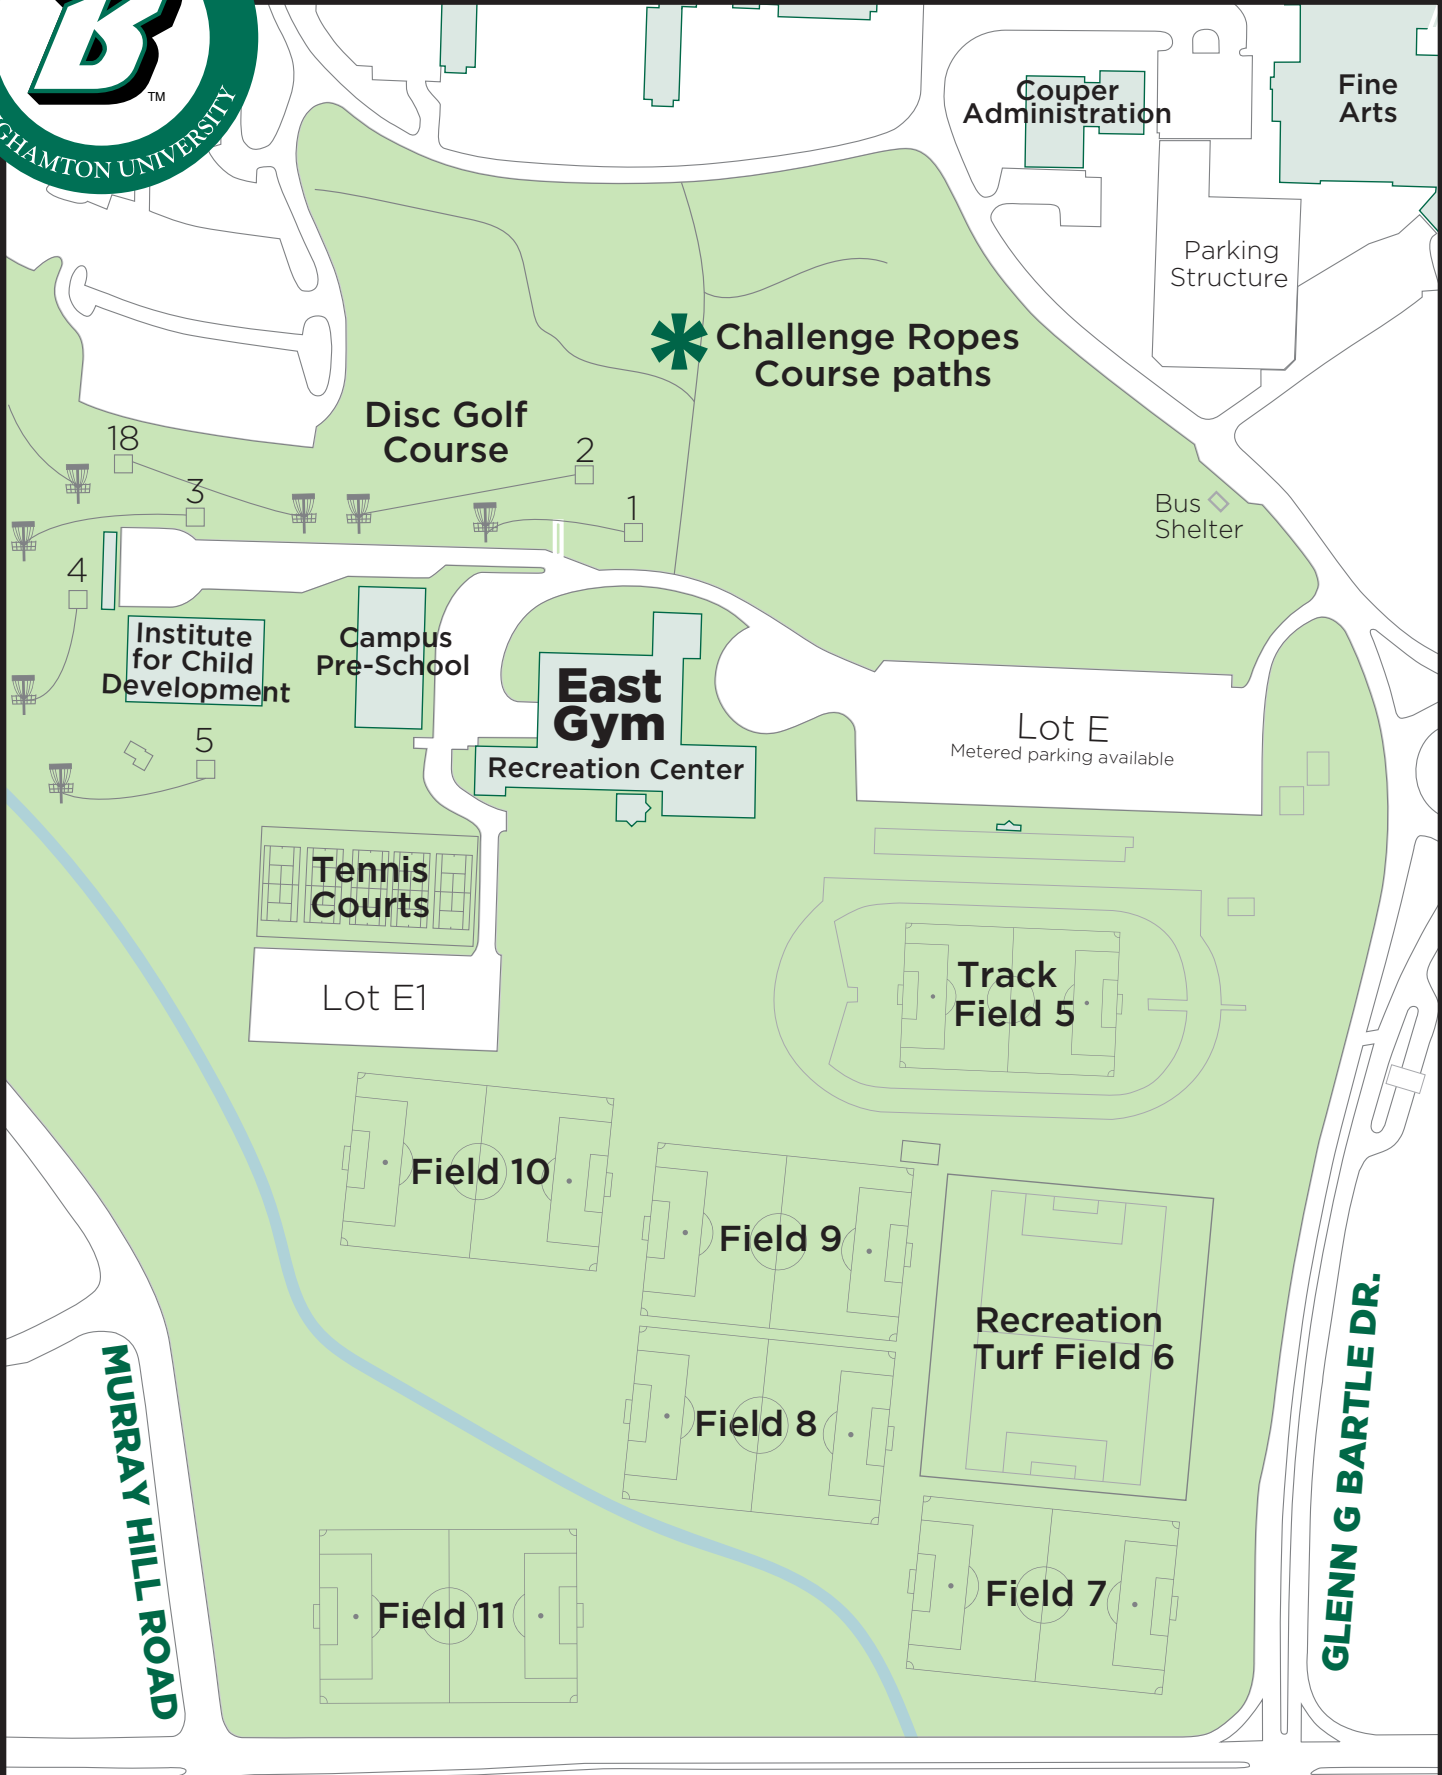 B
TM
GHAMTON UNIVERSITY
Couper
Administration
Fine
Arts
Parking
Structure
Challenge Ropes
Course paths
Disc Golf
Course
18
2
3
1
Bus
Shelter
4
Institute
for Child
Development
Campus
Pre-School
East
Gym
Recreation Center
Lot E
Metered parking available
5
Tennis
Courts
Lot E1
Track
Field 5
Field 10
Field 9
Recreation
Turf Field 6
Field 8
Field 7
Field 11
MURRAY HILL ROAD
GLENN G BARTLE DR.